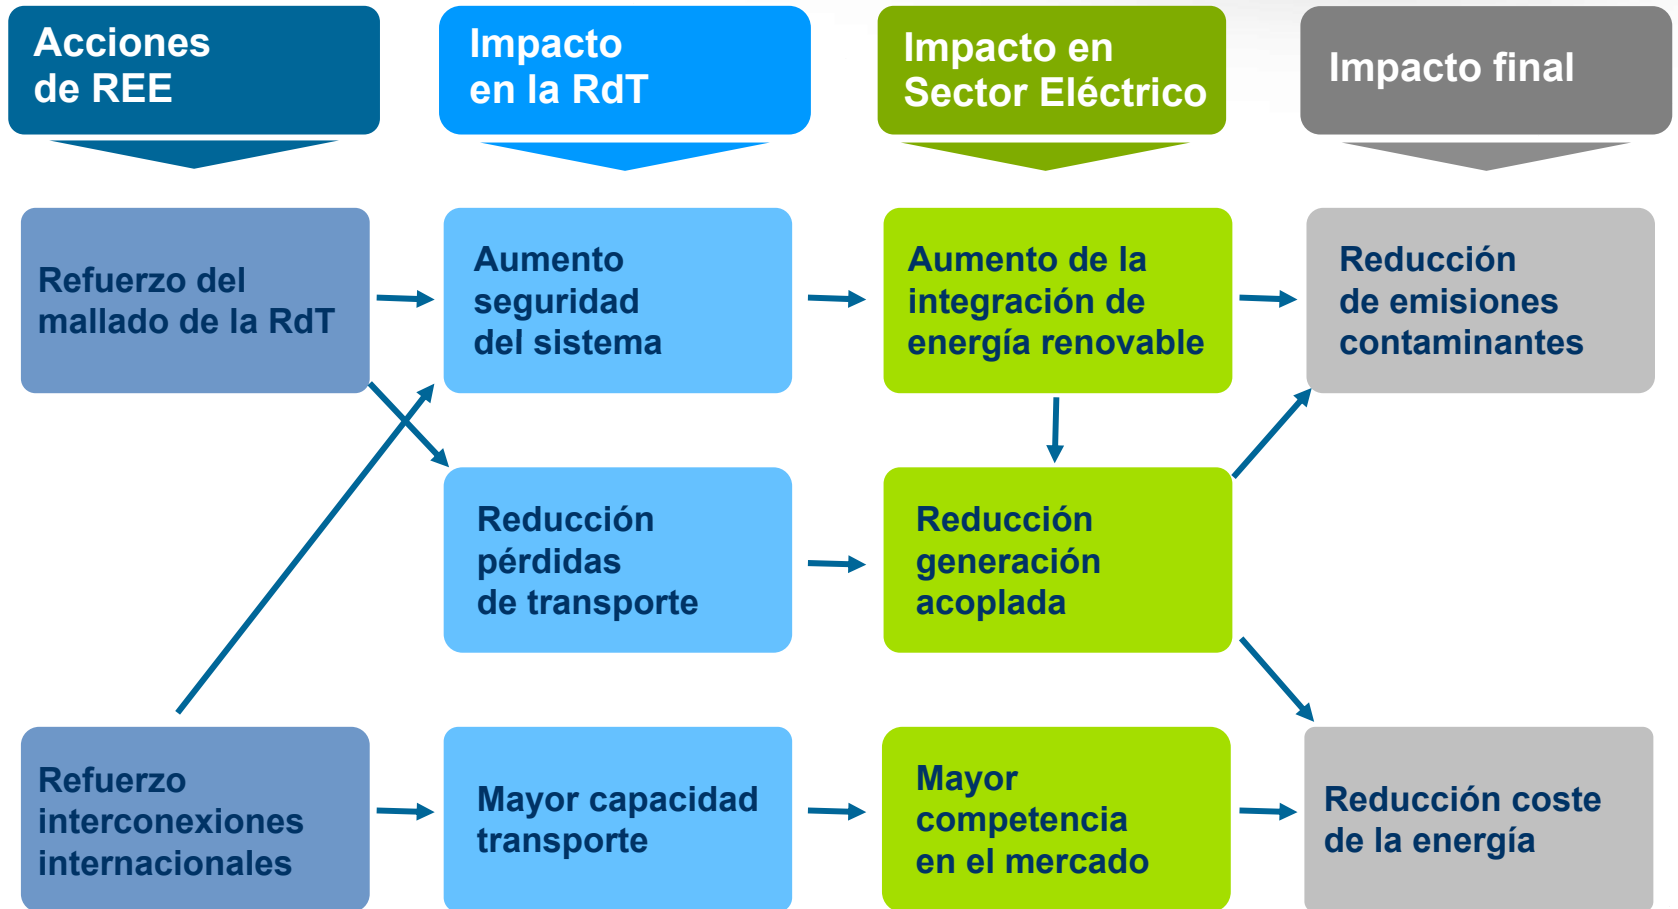 Acciones
de REE
Impacto
en la RdT
Impacto en
Sector Eléctrico
Impacto final
Refuerzo del
mallado de la RdT
Aumento
seguridad
del sistema
Aumento de la
integración de
energía renovable
Reducción
de emisiones
contaminantes
Reducción
pérdidas
de transporte
Reducción
generación
acoplada
Refuerzo
interconexiones
internacionales
Mayor capacidad
transporte
Mayor
competencia
en el mercado
Reducción coste
de la energía